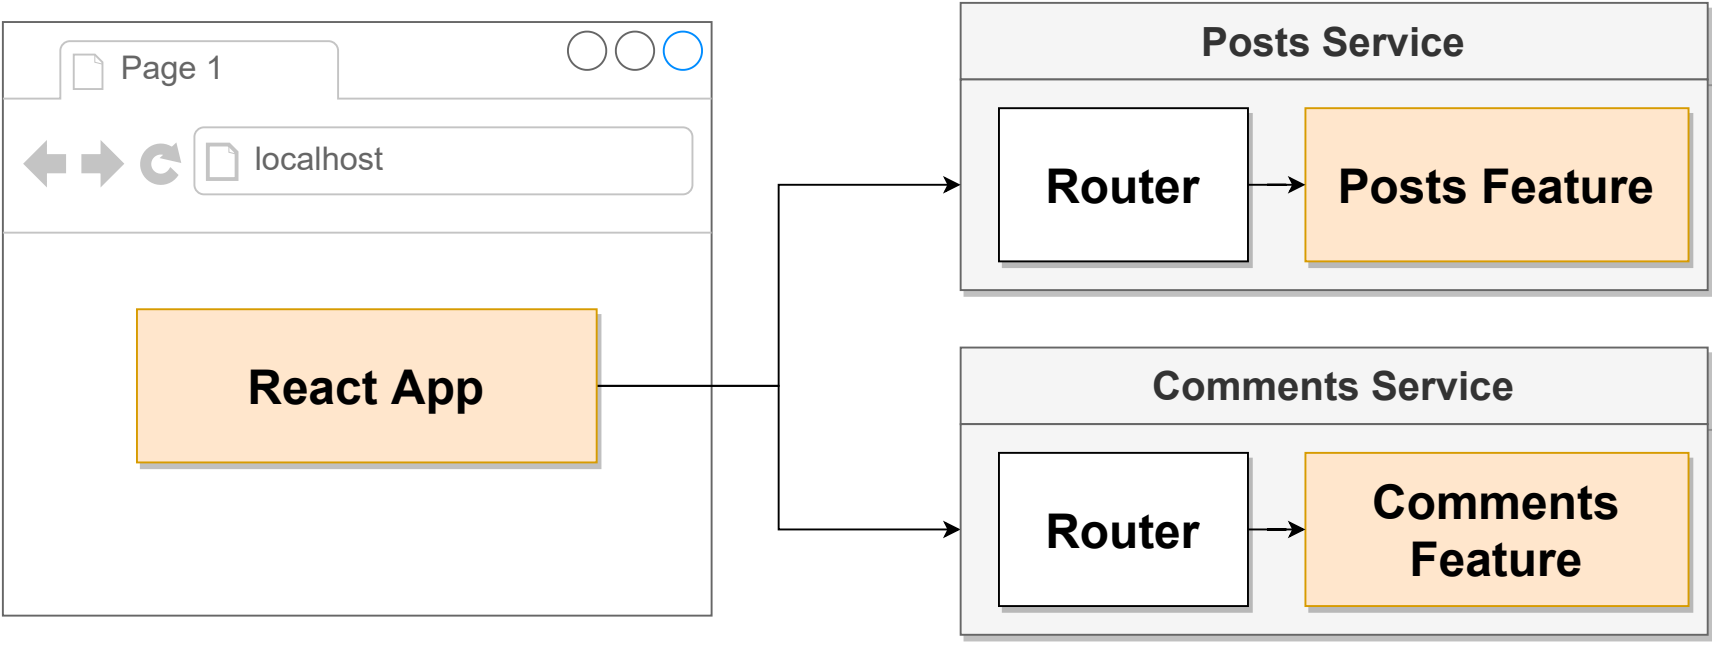 Page 1
localhost
React App
Posts Service
Router
Posts Feature
Comments Service
Router
Comments
Feature